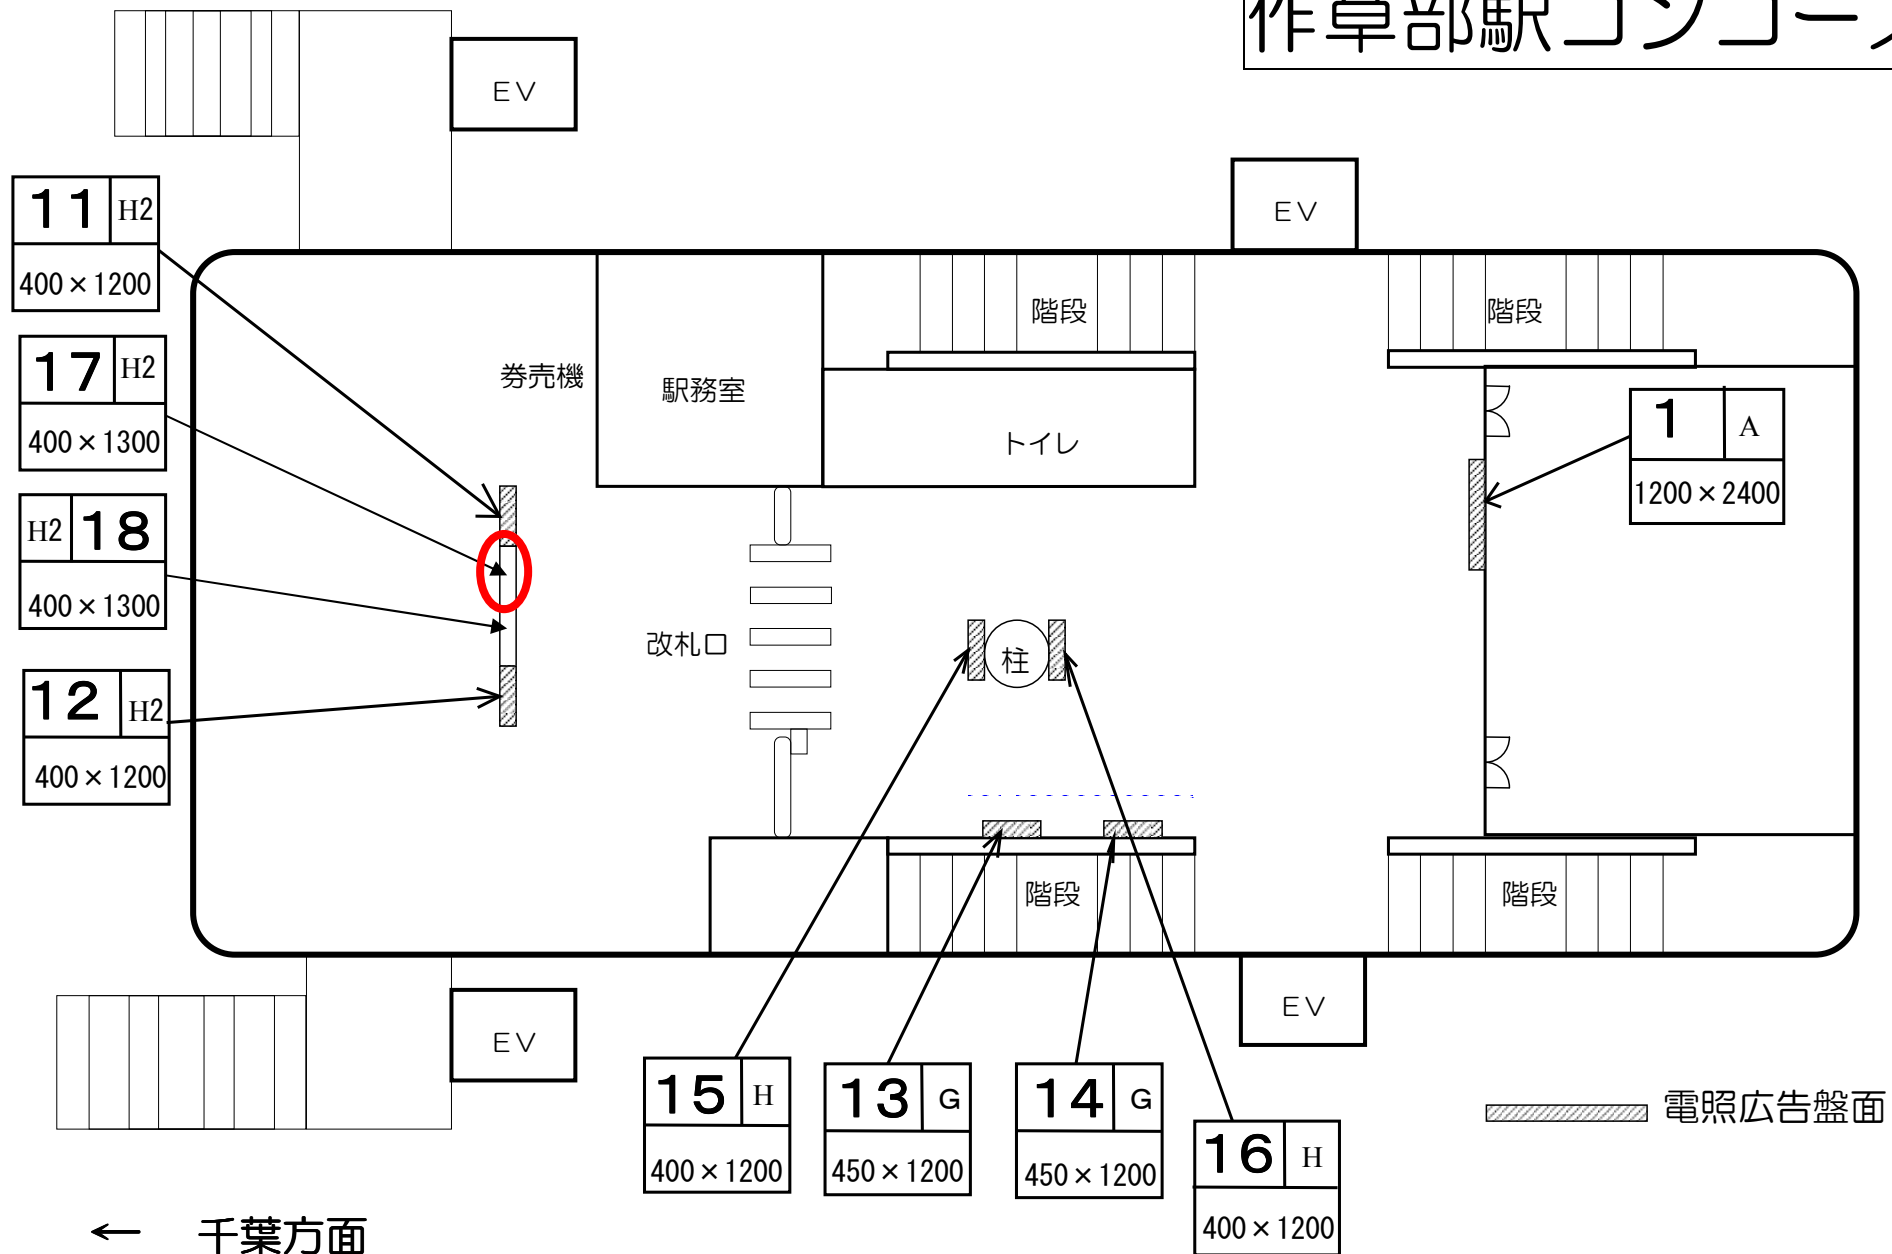 作草部駅コンコース
EV
EV
11 H2
400×1200
17 H2
400×1300
H2 18
400×1300
12 H2
400×1200
券売機
駅務室
階段
トイレ
階段
1 A
1200×2400
改札口
柱
階段
階段
EV
EV
15 H
400×1200
13 G
450×1200
14 G
450×1200
16 H
400×1200
電照広告盤面
← 千葉方面